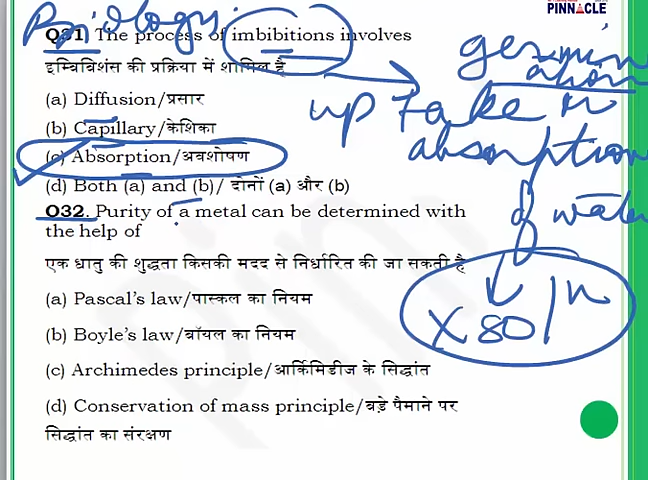 PINNACLE
Biology
Q31. The process of imbibitions involves
इम्बिबिशंस की प्रक्रिया में शामिल है
(a) Diffusion/प्रसार
(b) Capillary/केशिका
(c) Absorption/अवशोषण
(d) Both (a) and (b)/ दोनों (a) और (b)
germination
up take
absorption
of water
Q32. Purity of a metal can be determined with
the help of
एक धातु की शुद्धता किसकी मदद से निर्धारित की जा सकती है
(a) Pascal's law/पास्कल का नियम
(b) Boyle's law/बॉयल का नियम
(c) Archimedes principle/आर्किमिडीज के सिद्धांत
(d) Conservation of mass principle/बड़े पैमाने पर
सिद्धांत का संरक्षण